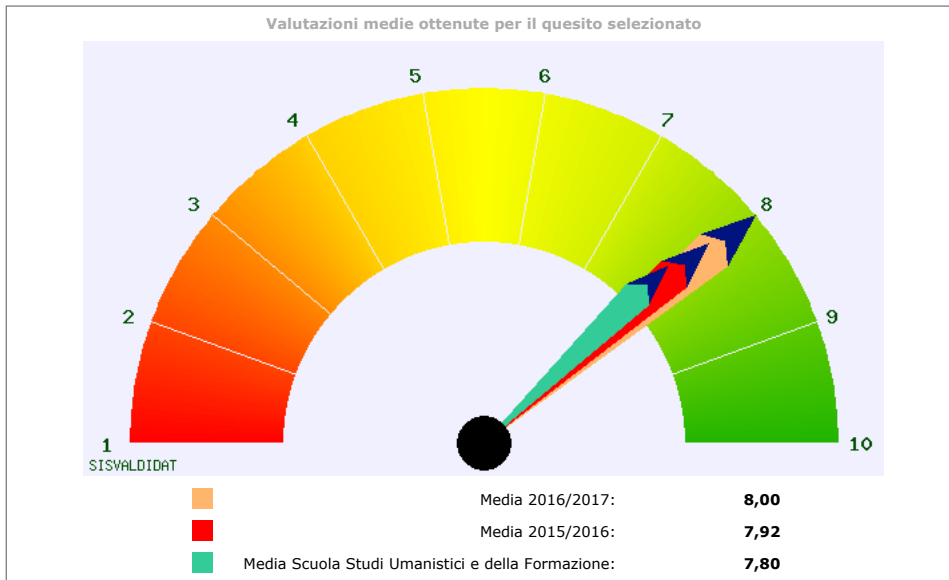 Valutazioni medie ottenute per il quesito selezionato
5
6
4
7
3
8
2
9
1
10
SISVALDIDAT
Media 2016/2017: 8,00
Media 2015/2016: 7,92
Media Scuola Studi Umanistici e della Formazione: 7,80